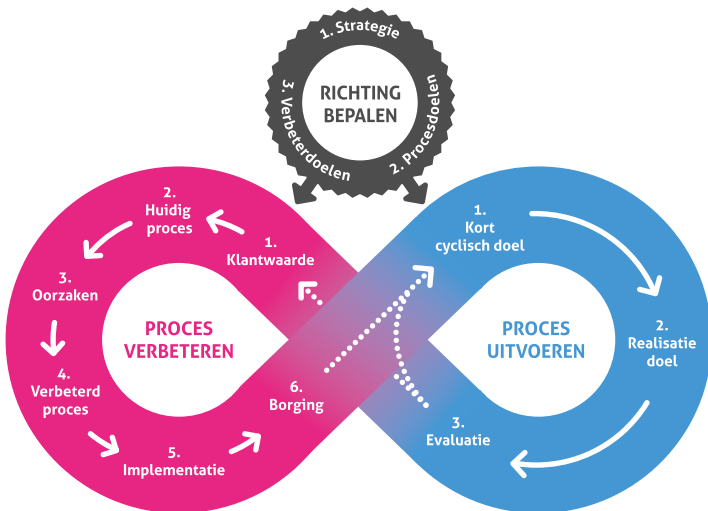 1. Strategie
2. Procesdoelen
3. Verbeterdoelen
RICHTING
BEPALEN
1.
Klantwaarde
2.
Huidig
proces
3.
Oorzaken
4.
Verbeterd
proces
5.
Implementatie
6.
Borging
PROCES
VERBETEREN
1.
Kort
cyclisch doel
2.
Realisatie
doel
3.
Evaluatie
PROCES
UITVOEREN